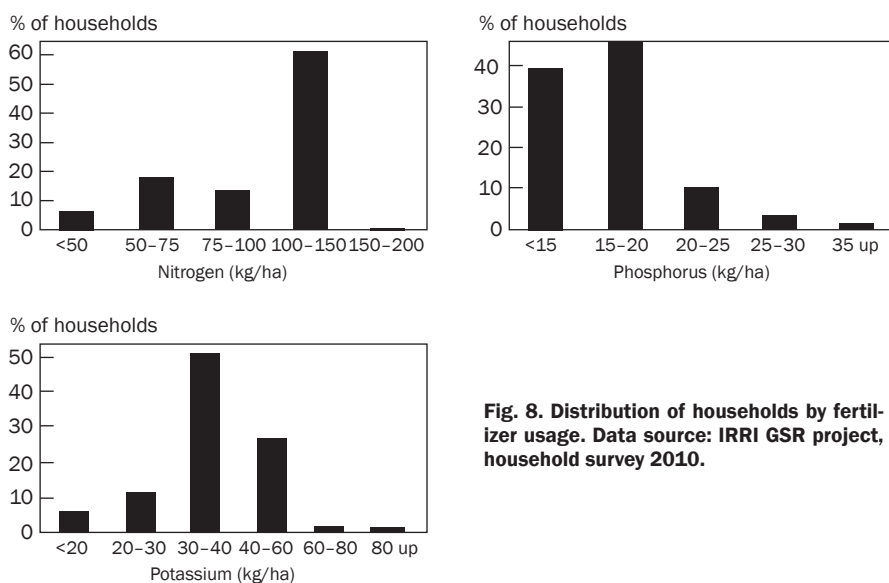 % of households
60
50
40
30
20
10
0
<50 50–75 75–100 100–150 150–200
Nitrogen (kg/ha)
% of households
40
30
20
10
0
<15 15–20 20–25 25–30 35 up
Phosphorus (kg/ha)
% of households
50
40
30
20
10
0
<20 20–30 30–40 40–60 60–80 80 up
Potassium (kg/ha)
Fig. 8. Distribution of households by fertil-
izer usage. Data source: IRRI GSR project,
household survey 2010.